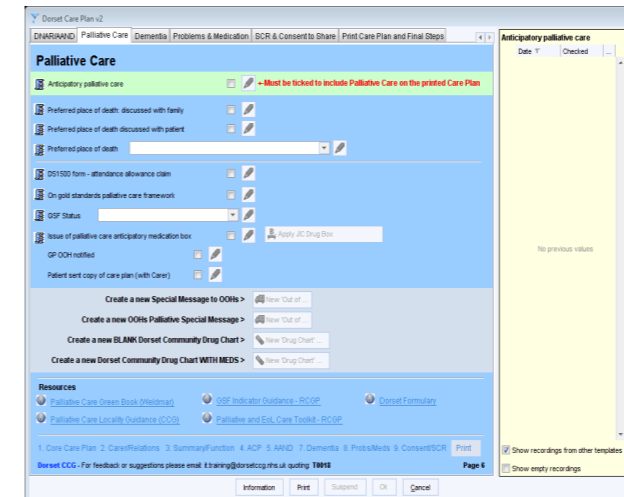 Dorset Care Plan v2
DNAR/AAND Palliative Care Dementia Problems & Medication SCR & Consent to Share Print Care Plan and Final Steps
Palliative Care
Anticipatory palliative care <-Must be ticked to include Palliative Care on the printed Care Plan
Preferred place of death: discussed with family
Preferred place of death discussed with patient
Preferred place of death
DS1500 form - attendance allowance claim
On gold standards palliative care framework
GSF Status
Issue of palliative care anticipatory medication box Apply JIC Drug Box
GP OOH notified
Patient sent copy of care plan (with Carer)
Create a new Special Message to OOHs > New 'Out of ...
Create a new OOHs Palliative Special Message > New 'Out of ...
Create a new BLANK Dorset Community Drug Chart > New 'Drug Chart' ...
Create a new Dorset Community Drug Chart WITH MEDS > New 'Drug Chart' ...
Resources
Palliative Care Green Book (Weldmar) GSF Indicator Guidance - RCGP Dorset Formulary
Palliative Care Locality Guidance (CCG) Palliative and EoL Care Toolkit - RCGP
1. Core Care Plan 2. Carer/Relations 3. Summary/Function 4. ACP 5. AAND 7. Dementia 8. Probs/Meds 9. Consent/SCR Print
Dorset CCG - For feedback or suggestions please email: it.training@dorsetccg.nhs.uk quoting T0018 Page 6
Information Print Suspend Ok Cancel
Anticipatory palliative care
Date Checked ...
No previous values
Show recordings from other templates
Show empty recordings